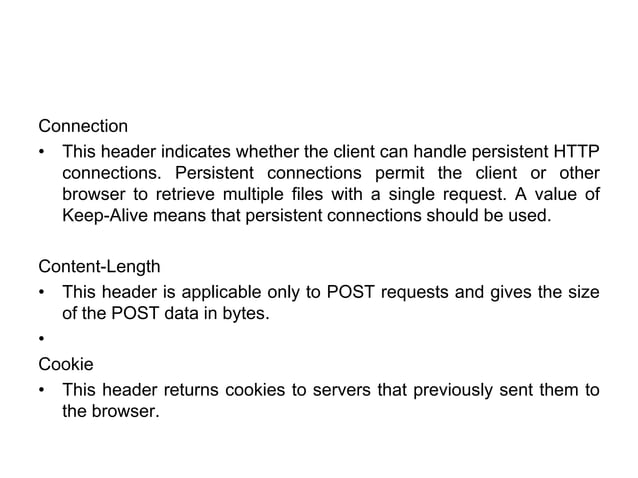 Connection
• This header indicates whether the client can handle persistent HTTP
connections. Persistent connections permit the client or other
browser to retrieve multiple files with a single request. A value of
Keep-Alive means that persistent connections should be used.
Content-Length
• This header is applicable only to POST requests and gives the size
of the POST data in bytes.
•
Cookie
• This header returns cookies to servers that previously sent them to
the browser.